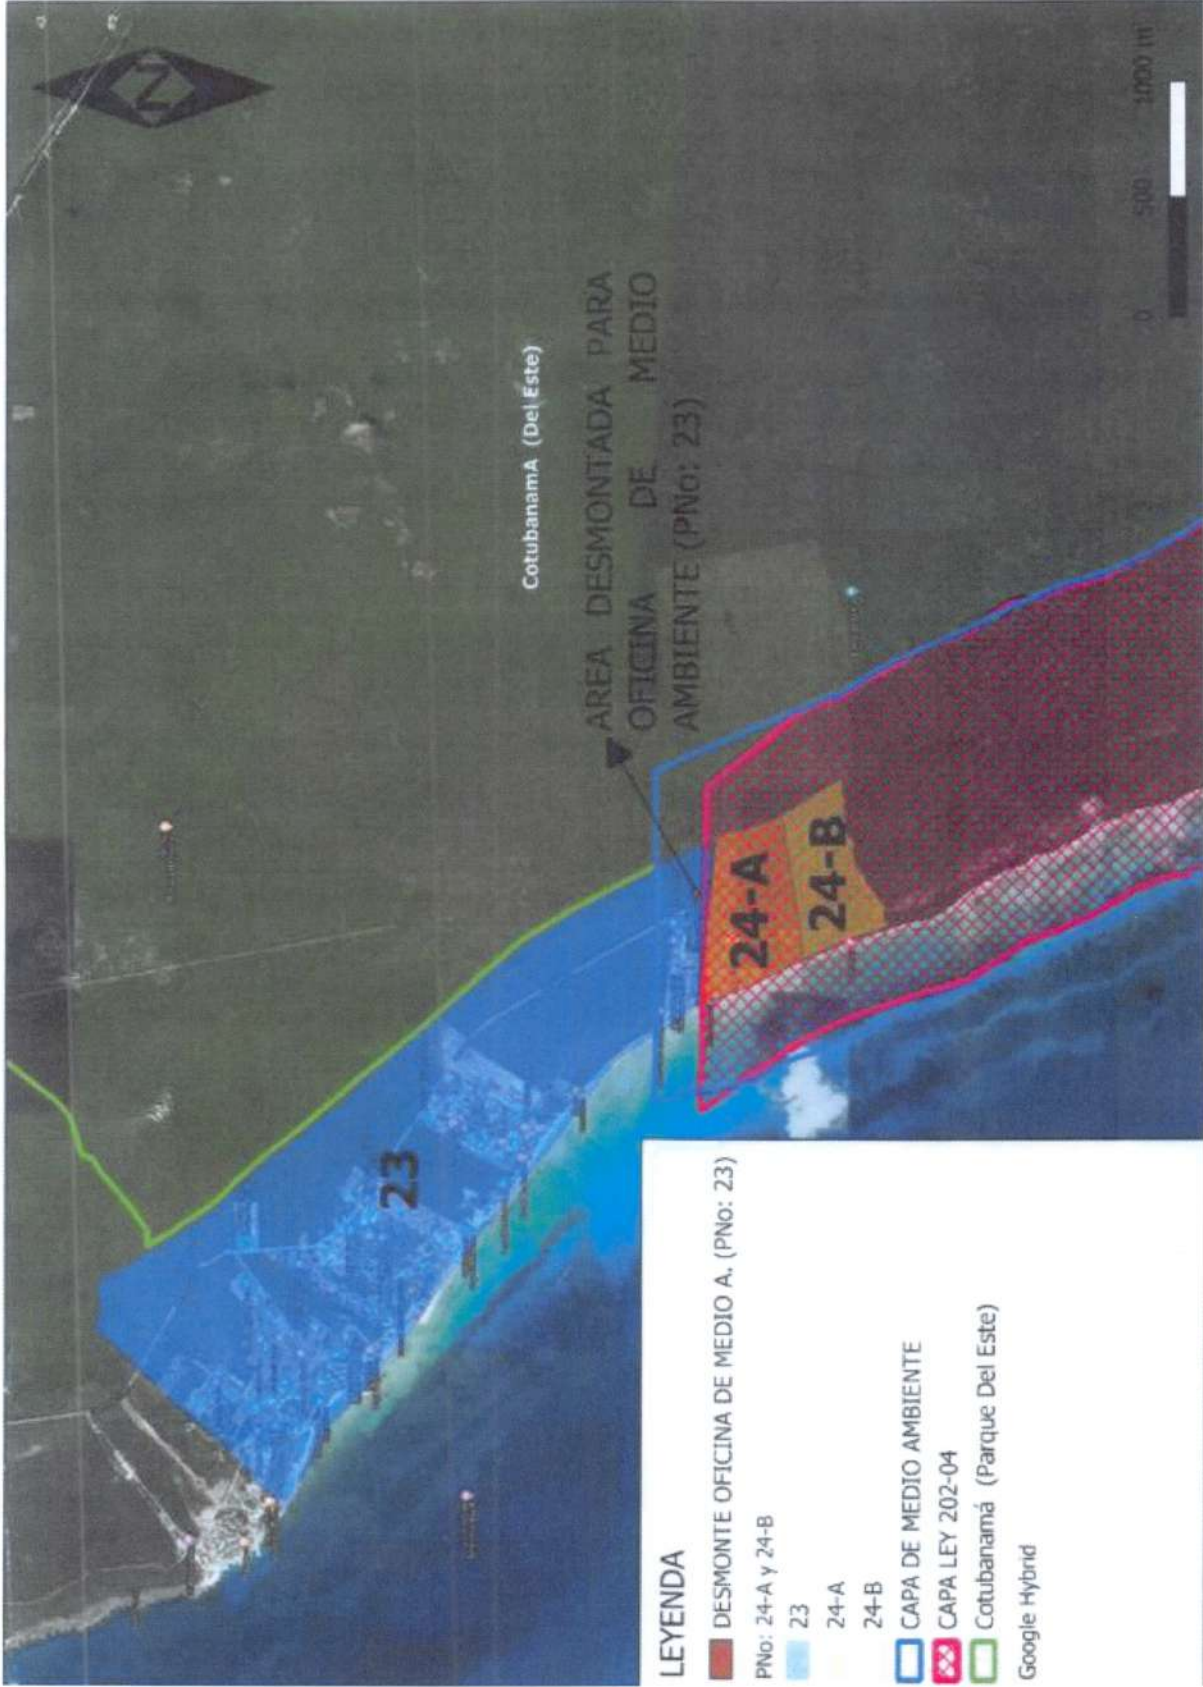 N
23
CotubanamA (Del Este)
AREA DESMONTADA PARA
OFICINA DE MEDIO
AMBIENTE (PNo: 23)
24-A
24-B
LEYENDA
DESMONTE OFICINA DE MEDIO A. (PNo: 23)
PNo: 24-A y 24-B
23
24-A
24-B
CAPA DE MEDIO AMBIENTE
CAPA LEY 202-04
Cotubanamá (Parque Del Este)
Google Hybrid
0 500 1000 m